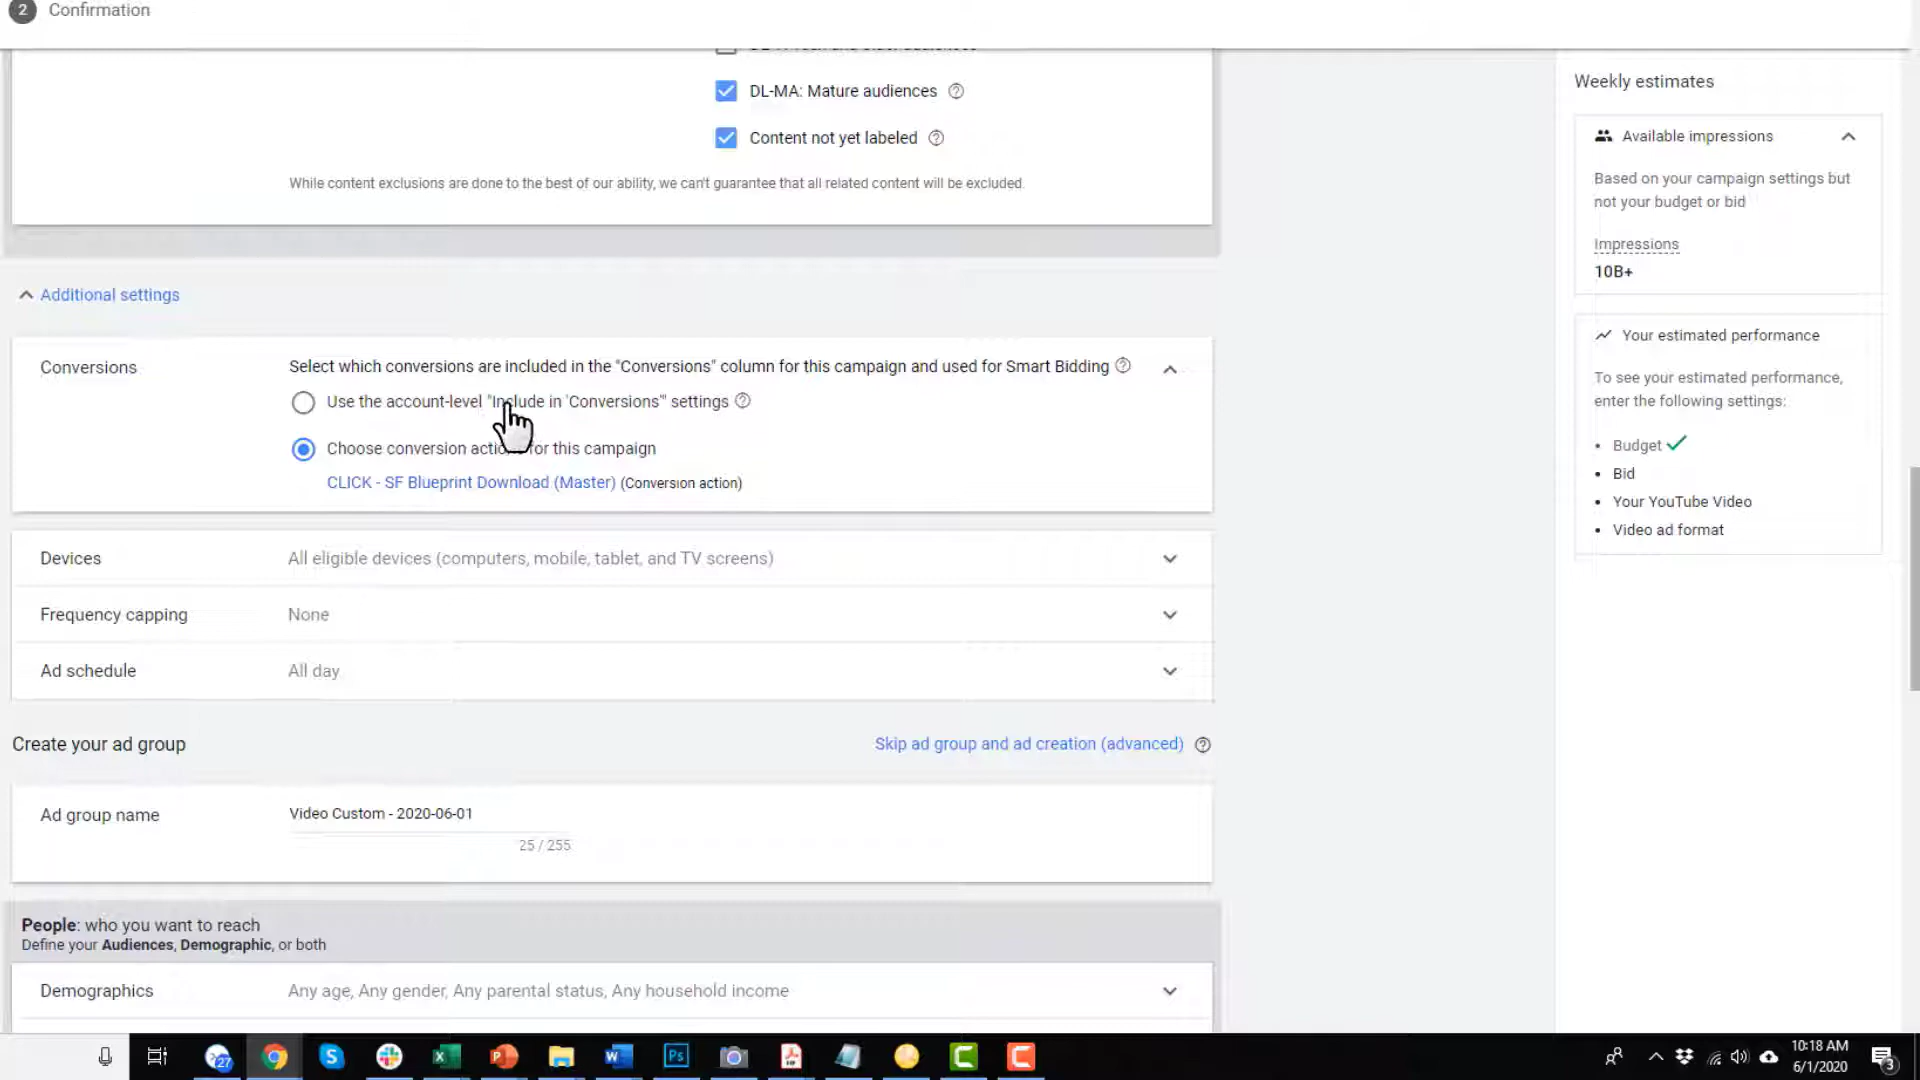 2 Confirmation
DL-MA: Mature audiences
Content not yet labeled
While content exclusions are done to the best of our ability, we can't guarantee that all related content will be excluded.
Additional settings
Conversions
Select which conversions are included in the "Conversions" column for this campaign and used for Smart Bidding
Use the account-level "Include in 'Conversions'" settings
Choose conversion actions for this campaign
CLICK - SF Blueprint Download (Master) (Conversion action)
Devices
All eligible devices (computers, mobile, tablet, and TV screens)
Frequency capping
None
Ad schedule
All day
Create your ad group
Skip ad group and ad creation (advanced)
Ad group name
Video Custom - 2020-06-01
25 / 255
People: who you want to reach
Define your Audiences, Demographic, or both
Demographics
Any age, Any gender, Any parental status, Any household income
Weekly estimates
Available impressions
Based on your campaign settings but
not your budget or bid
Impressions
10B+
Your estimated performance
To see your estimated performance,
enter the following settings:
• Budget
• Bid
• Your YouTube Video
• Video ad format
27
Ps
10:18 AM
6/1/2020
3